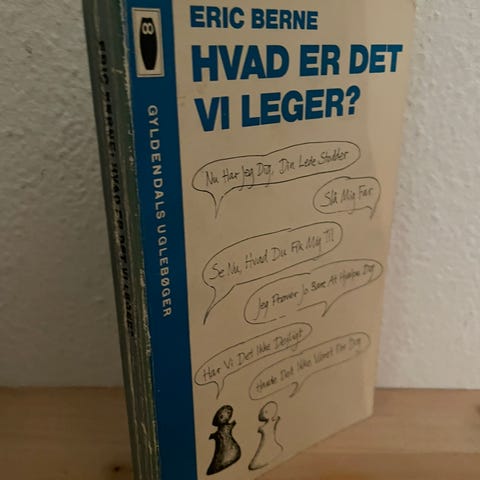 ERIC BERNE
HVAD ER DET
VI LEGER?
Nu Har Jeg Dig, Din Lede Stodder
Slå Mig Far
Se Nu, Hvad Du Fik Mig Til
Jeg Prøver Jo Bare At Hjælpe Dig
Har Vi Det Ikke Dejligt
Havde Det Ikke Været For Dig
GYLDENDALS UGLEBØGER
ERIC BERNE: HVAD ER DET VI LEGER?